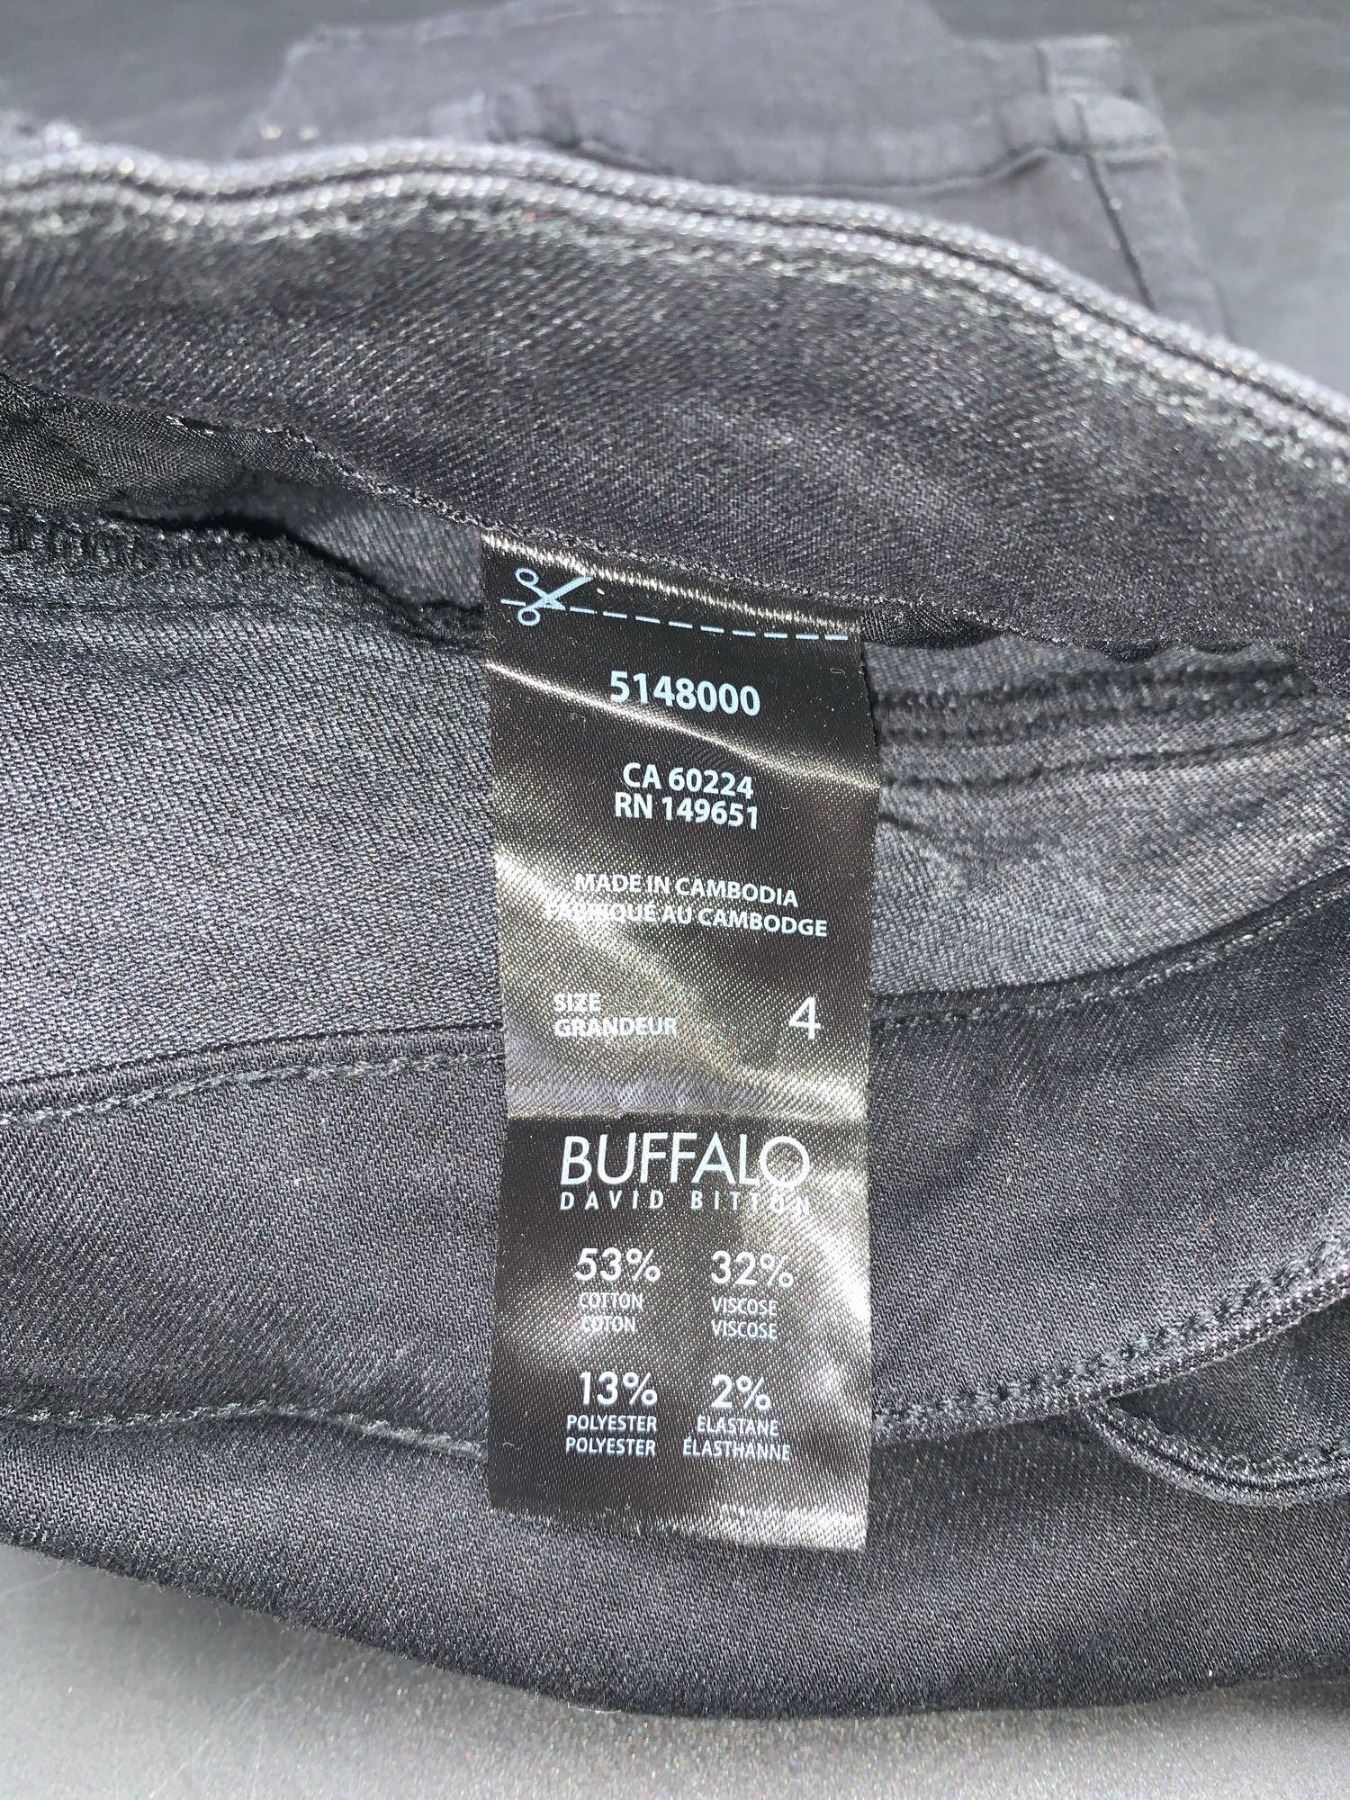 5148000
CA 60224
RN 149651
MADE IN CAMBODIA
FABRIQUÉ AU CAMBODGE
SIZE 4
GRANDEUR
BUFFALO
DAVID BITTON
53% 32%
COTTON VISCOSE
COTON VISCOSE
13% 2%
POLYESTER ELASTANE
POLYESTER ÉLASTHANNE